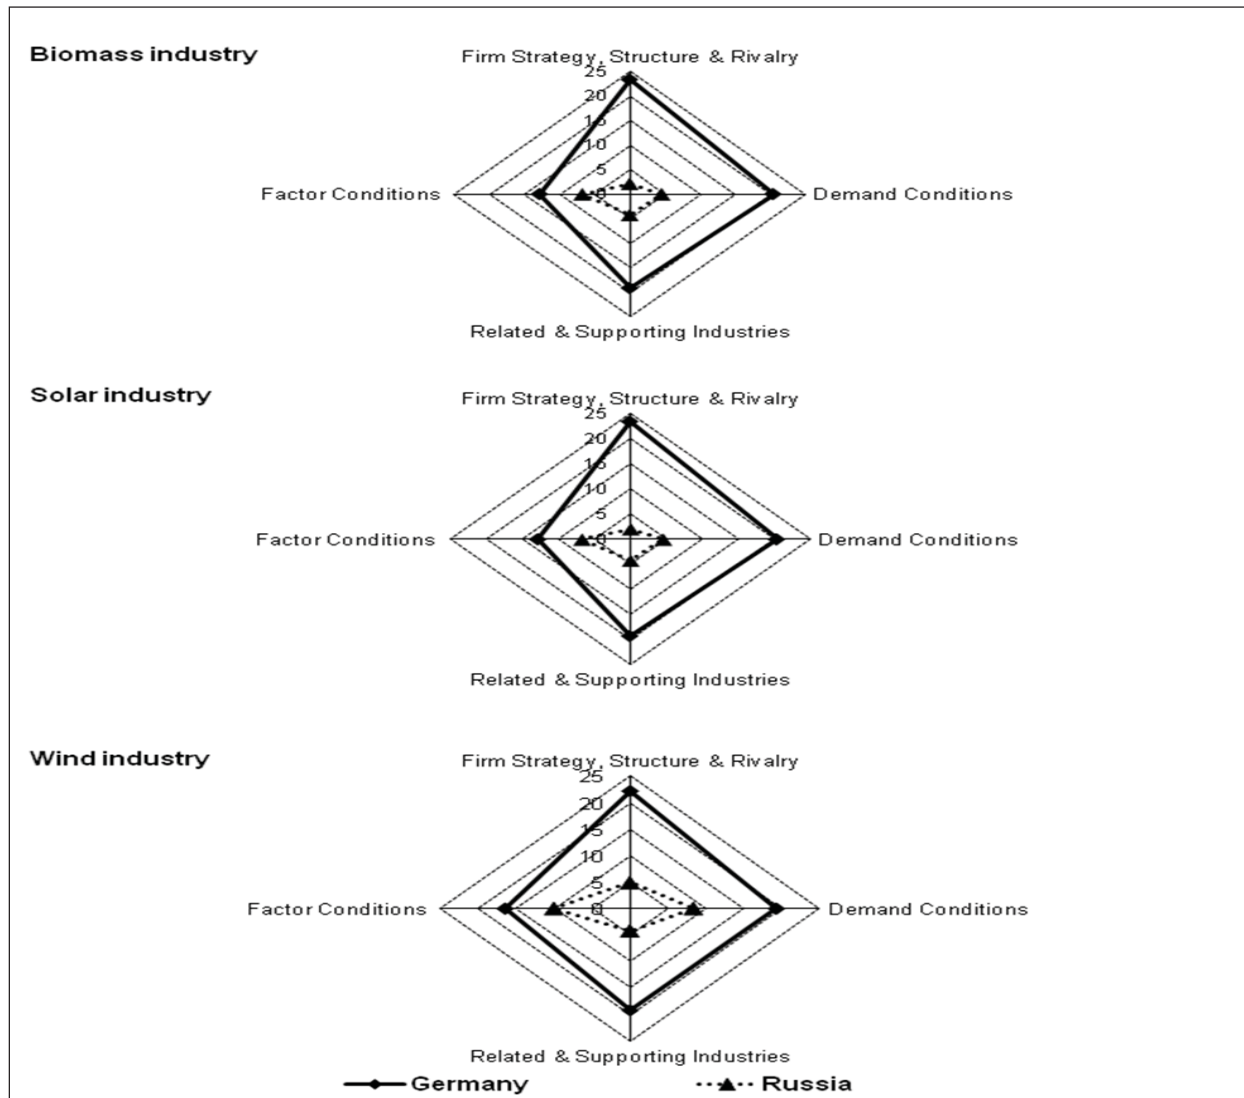 Biomass industry
Firm Strategy, Structure & Rivalry
25
20
15
10
5
0
Factor Conditions
Demand Conditions
Related & Supporting Industries
Solar industry
Firm Strategy, Structure & Rivalry
25
20
15
10
5
0
Factor Conditions
Demand Conditions
Related & Supporting Industries
Wind industry
Firm Strategy, Structure & Rivalry
25
20
15
10
5
0
Factor Conditions
Demand Conditions
Related & Supporting Industries
Germany
Russia